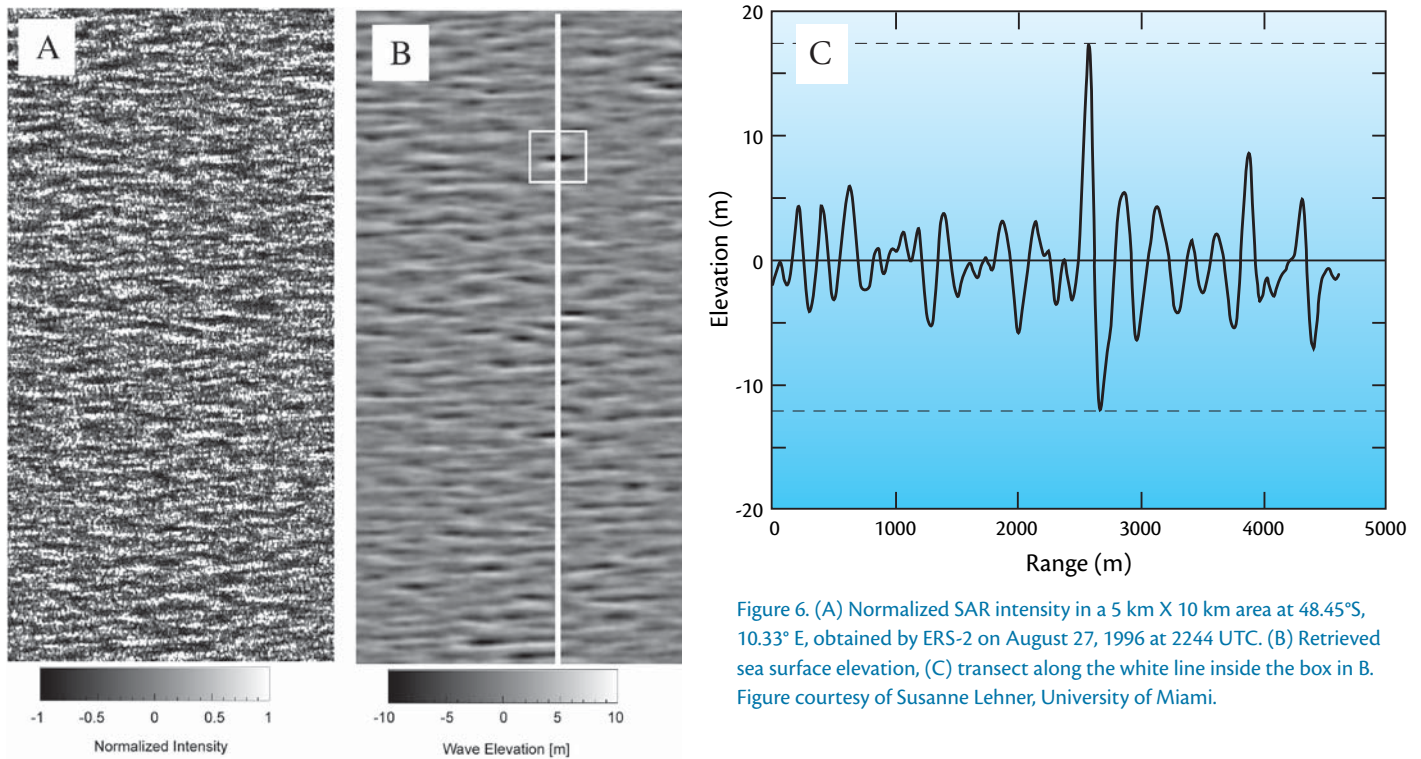 A
-1
-0.5
0
0.5
1
Normalized Intensity
B
-10
-5
0
5
10
Wave Elevation [m]
C
20
10
0
-10
-20
Elevation (m)
0
1000
2000
3000
4000
5000
Range (m)
Figure 6. (A) Normalized SAR intensity in a 5 km X 10 km area at 48.45°S,
10.33° E, obtained by ERS-2 on August 27, 1996 at 2244 UTC. (B) Retrieved
sea surface elevation, (C) transect along the white line inside the box in B.
Figure courtesy of Susanne Lehner, University of Miami.